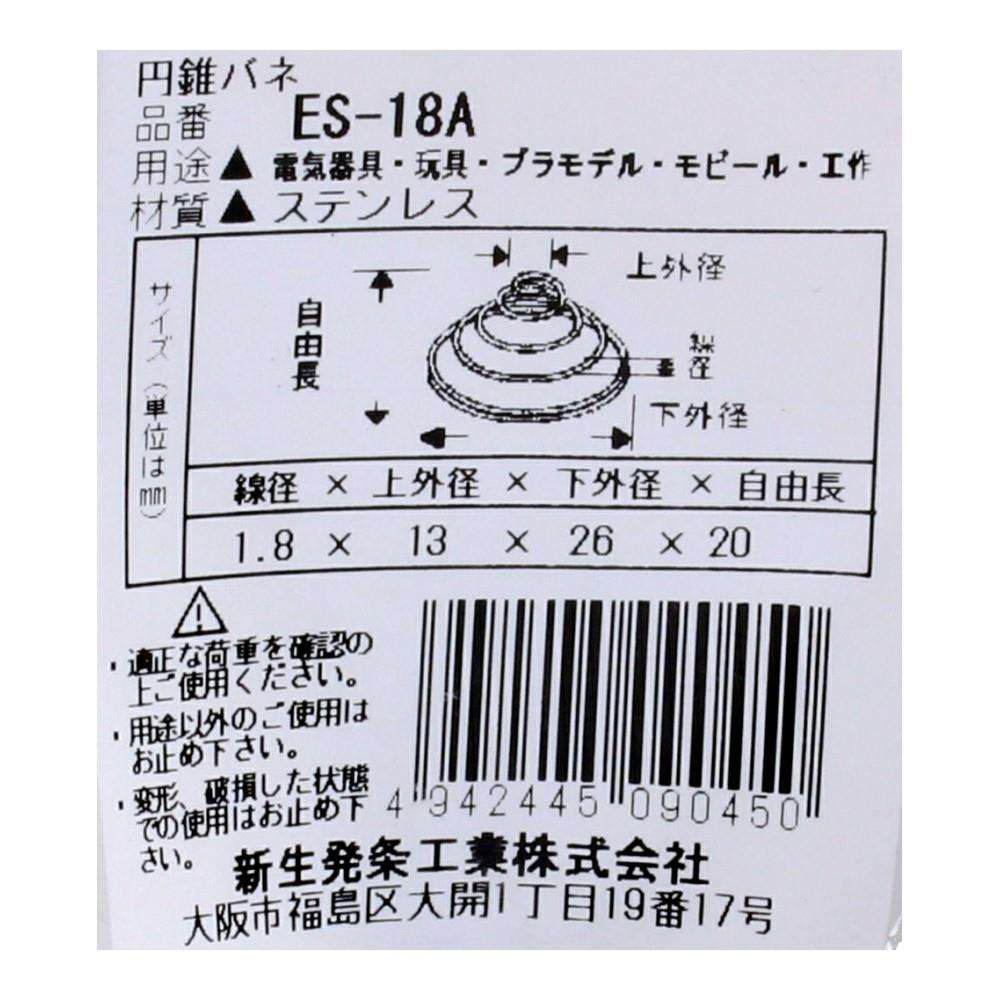 円錐バネ
品番 ES-18A
用途▲電気器具・玩具・プラモデル・モビール・工作
材質▲ステンレス
サイズ(単位はmm)
上外径
自由長
線径
下外径
線径 × 上外径 × 下外径 × 自由長
1.8 × 13 × 26 × 20
・適正な荷重を確認の
上ご使用ください。
・用途以外のご使用は
お止め下さい。
・変形、破損した状態
での使用はお止め下
さい。
4942445090450
新生発条工業株式会社
大阪市福島区大開1丁目19番17号